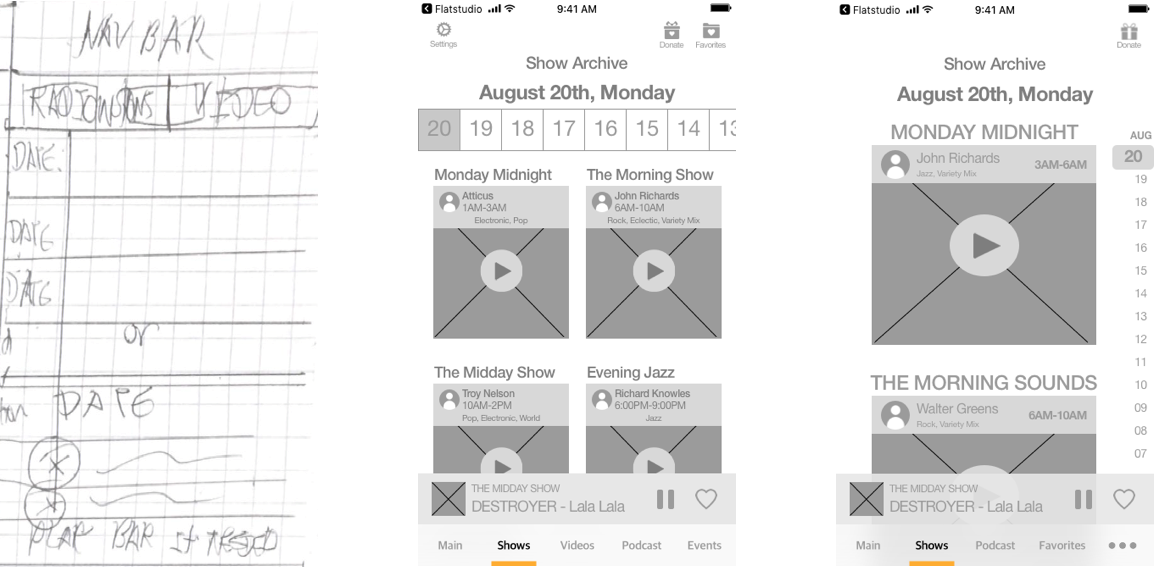 NAV BAR
VIDEO
DATE:
DATE
DATE
or
DATE
PLAY BAR If NEEDED
Flatstudio
9:41 AM
Settings
Donate
Favorites
Show Archive
August 20th, Monday
20 19 18 17 16 15 14 13
Monday Midnight
Atticus
1AM-3AM
Electronic, Pop
The Morning Show
John Richards
6AM-10AM
Rock, Eclectic, Variety Mix
The Midday Show
Troy Nelson
10AM-2PM
Pop, Electronic, World
Evening Jazz
Richard Knowles
6:00PM-9:00PM
Jazz
THE MIDDAY SHOW
DESTROYER - Lala Lala
Main Shows Videos Podcast Events
Flatstudio
9:41 AM
Donate
Show Archive
August 20th, Monday
MONDAY MIDNIGHT
John Richards
Jazz, Variety Mix
3AM-6AM
AUG
20
19
18
17
16
15
14
13
12
11
10
09
08
07
THE MORNING SOUNDS
Walter Greens
Rock, Variety Mix
6AM-10AM
THE MIDDAY SHOW
DESTROYER - Lala Lala
Main Shows Podcast Favorites